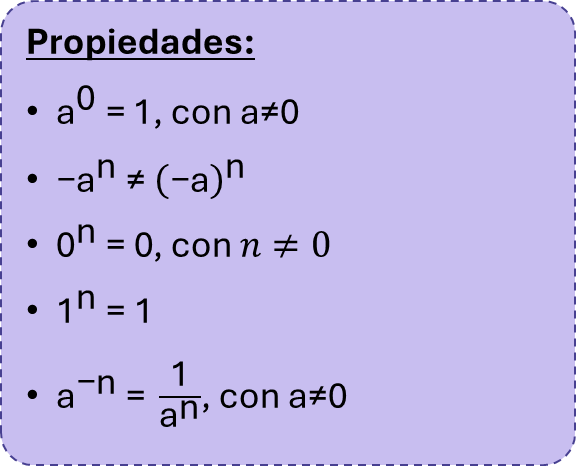 Propiedades:
• a⁰ = 1, con a≠0
• −aⁿ ≠ (−a)ⁿ
• 0ⁿ = 0, con n ≠ 0
• 1ⁿ = 1
• a⁻ⁿ = 1/aⁿ, con a≠0